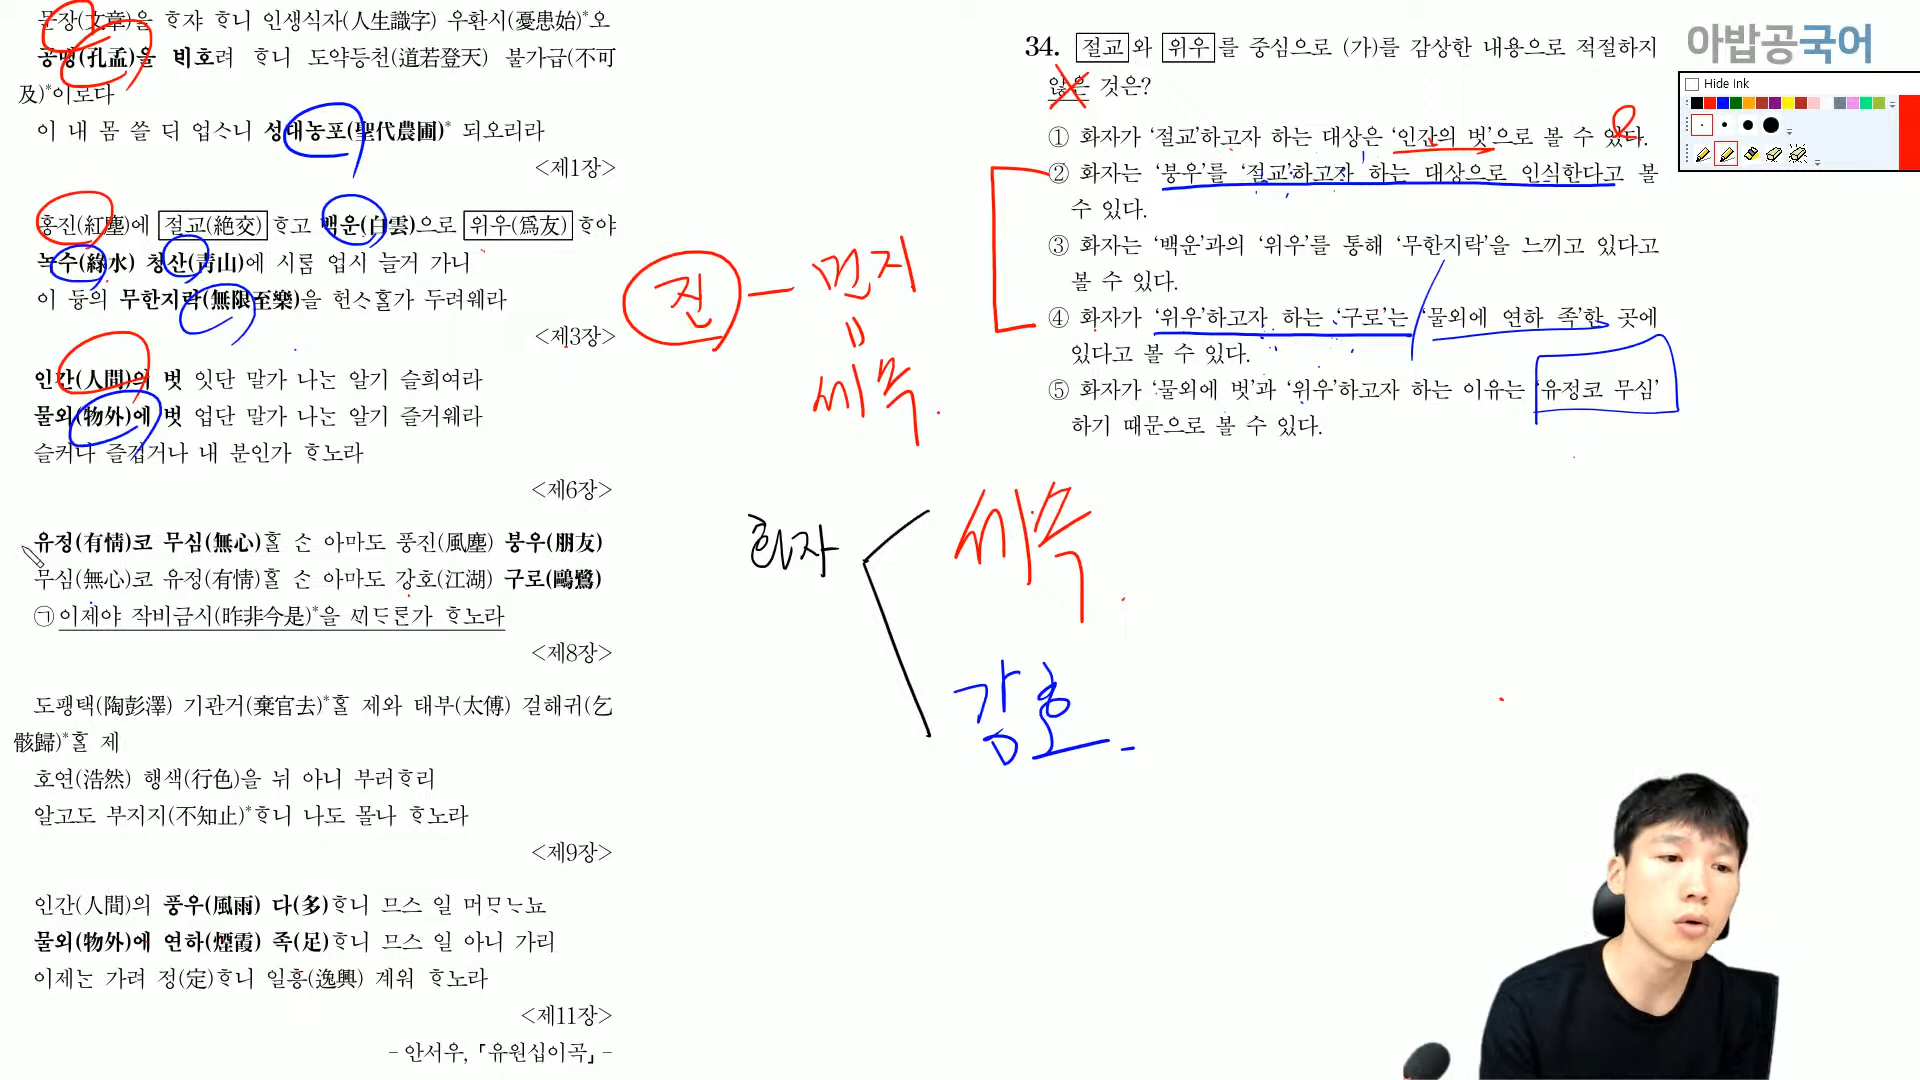 문장(文章)을 ᄒᆞ쟈 ᄒᆞ니 인생식자(人生識字) 우환시(憂患始)*오
공맹(孔孟)을 비호려 ᄒᆞ니 도약등천(道若登天) 불가급(不可
及)*이로다
이 내 몸 쓸 ᄃᆡ 업스니 성대농포(聖代農圃)* 되오리라
<제1장>
홍진(紅塵)에 절교(絶交)ᄒᆞ고 백운(白雲)으로 위우(爲友)ᄒᆞ야
녹수(綠水) 청산(靑山)에 시름 업시 늘거 가니
이 듕의 무한지락(無限至樂)을 헌ᄉᆞ홀가 두려웨라
<제3장>
인간(人間)의 벗 잇단 말가 나ᄂᆞᆫ 알기 슬희여라
물외(物外)에 벗 업단 말가 나ᄂᆞᆫ 알기 즐거웨라
슬커나 즐겁거나 내 분인가 ᄒᆞ노라
<제6장>
유정(有情)코 무심(無心)ᄒᆞᆯ 손 아마도 풍진(風塵) 붕우(朋友)
무심(無心)코 유정(有情)ᄒᆞᆯ 손 아마도 강호(江湖) 구로(鷗鷺)
㉠ 이제야 작비금시(昨非今是)*을 ᄭᆡᄃᆞ론가 ᄒᆞ노라
<제8장>
도팽택(陶彭澤) 기관거(棄官去)*ᄒᆞᆯ 제와 태부(太傅) 걸해귀(乞
骸歸)*ᄒᆞᆯ 제
호연(浩然) 행색(行色)을 뉘 아니 부러ᄒᆞ리
알고도 부지지(不知止)*ᄒᆞ니 나도 몰나 ᄒᆞ노라
<제9장>
인간(人間)의 풍우(風雨) 다(多)ᄒᆞ니 므스 일 머므ᄂᆞ뇨
물외(物外)에 연하(煙霞) 족(足)ᄒᆞ니 므스 일 아니 가리
이제ᄂᆞᆫ 가려 정(定)ᄒᆞ니 일흥(逸興) 계워 ᄒᆞ노라
<제11장>
- 안서우, 「유원십이곡」 -
진 - 먼지
=
세속
화자
세속
강호
34. 절교와 위우를 중심으로 (가)를 감상한 내용으로 적절하지
않은 것은?
① 화자가 ‘절교’하고자 하는 대상은 ‘인간의 벗’으로 볼 수 있다.
② 화자는 ‘붕우’를 ‘절교’하고자 하는 대상으로 인식한다고 볼
수 있다.
③ 화자는 ‘백운’과의 ‘위우’를 통해 ‘무한지락’을 느끼고 있다고
볼 수 있다.
④ 화자가 ‘위우’하고자 하는 ‘구로’는 ‘물외에 연하 족’한 곳에
있다고 볼 수 있다.
⑤ 화자가 ‘물외에 벗’과 ‘위우’하고자 하는 이유는 ‘유정코 무심’
하기 때문으로 볼 수 있다.
아밥공국어
Hide Ink